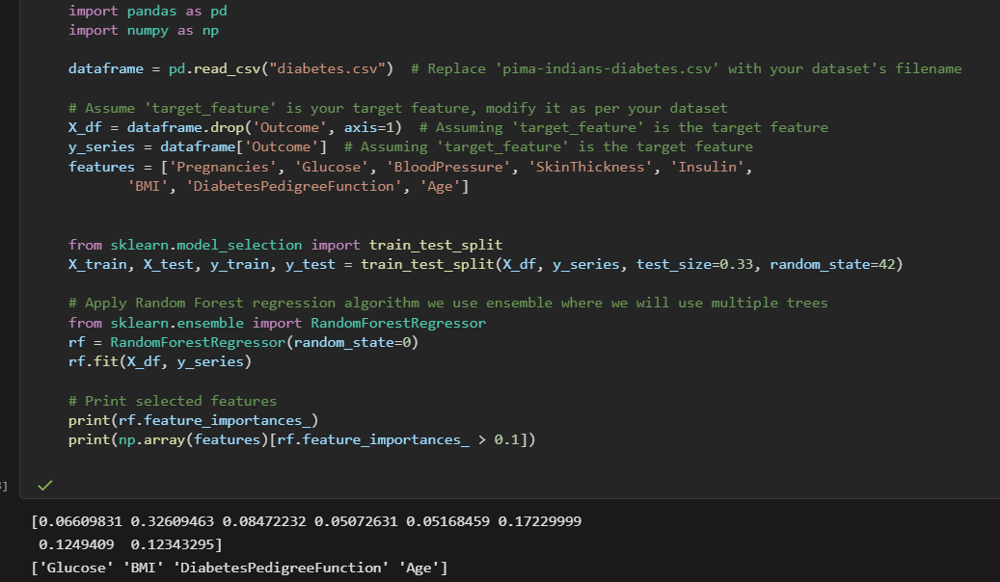 import pandas as pd
import numpy as np
dataframe = pd.read_csv("diabetes.csv")  # Replace 'pima-indians-diabetes.csv' with your dataset's filename
# Assume 'target_feature' is your target feature, modify it as per your dataset
X_df = dataframe.drop('Outcome', axis=1)  # Assuming 'target_feature' is the target feature
y_series = dataframe['Outcome']  # Assuming 'target_feature' is the target feature
features = ['Pregnancies', 'Glucose', 'BloodPressure', 'SkinThickness', 'Insulin',
'BMI', 'DiabetesPedigreeFunction', 'Age']
from sklearn.model_selection import train_test_split
X_train, X_test, y_train, y_test = train_test_split(X_df, y_series, test_size=0.33, random_state=42)
# Apply Random Forest regression algorithm we use ensemble where we will use multiple trees
from sklearn.ensemble import RandomForestRegressor
rf = RandomForestRegressor(random_state=0)
rf.fit(X_df, y_series)
# Print selected features
print(rf.feature_importances_)
print(np.array(features)[rf.feature_importances_ > 0.1])
[0.06609831 0.32609463 0.08472232 0.05072631 0.05168459 0.17229999
0.1249409  0.12343295]
['Glucose' 'BMI' 'DiabetesPedigreeFunction' 'Age']